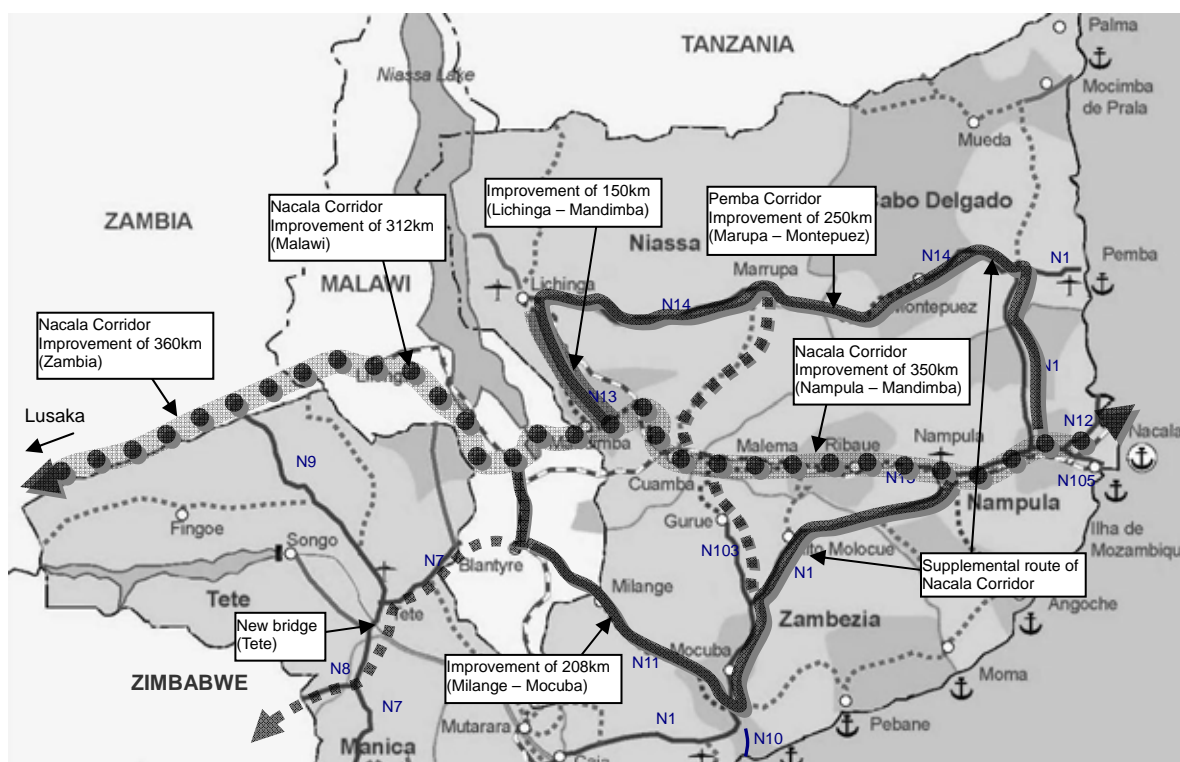 TANZANIA
Palma
Niassa Lake
Mocimba
de Prala
Mueda
ZAMBIA
Nacala Corridor
Improvement of 312km
(Malawi)
Improvement of 150km
(Lichinga – Mandimba)
Pemba Corridor
Improvement of 250km
(Marupa – Montepuez)
Cabo Delgado
Niassa
N14
N1
Pemba
Marrupa
MALAWI
Lichinga
N14
Montepuez
Nacala Corridor
Improvement of 360km
(Zambia)
Nacala Corridor
Improvement of 350km
(Nampula – Mandimba)
N1
N13
Lusaka
N12
Nacala
Malema
Ribaue
Nampula
N9
Cuamba
N13
N105
Nampula
Fingoe
Gurue
Ilha de
Mozambiqu
Songo
N103
N7
Blantyre
Alto Molocue
N1
Supplemental route of
Nacala Corridor
Milange
Tete
Tete
Angoche
New bridge
(Tete)
Zambezia
Mocuba
N8
N11
Improvement of 208km
(Milange – Mocuba)
ZIMBABWE
Moma
N7
Mutarara
N1
Pebane
Manica
N10
Caia